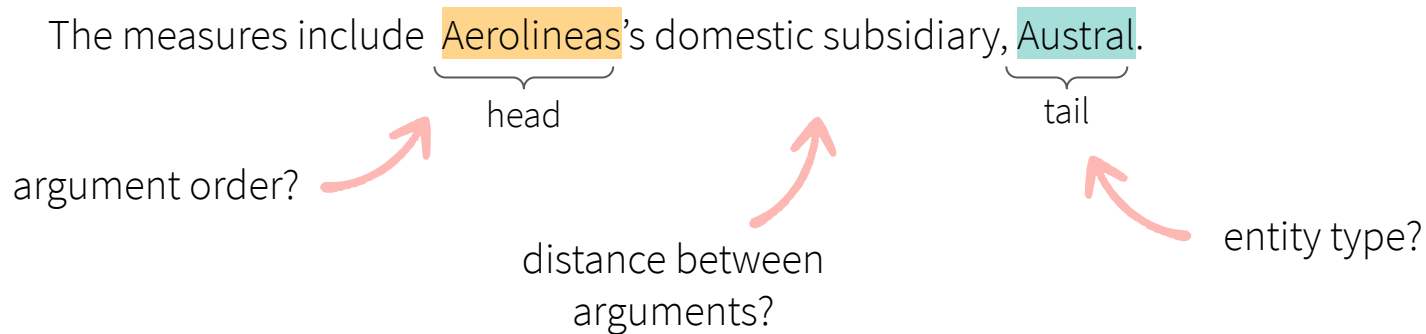 The measures include Aerolineas’s domestic subsidiary, Austral.
head
tail
argument order?
entity type?
distance between
arguments?